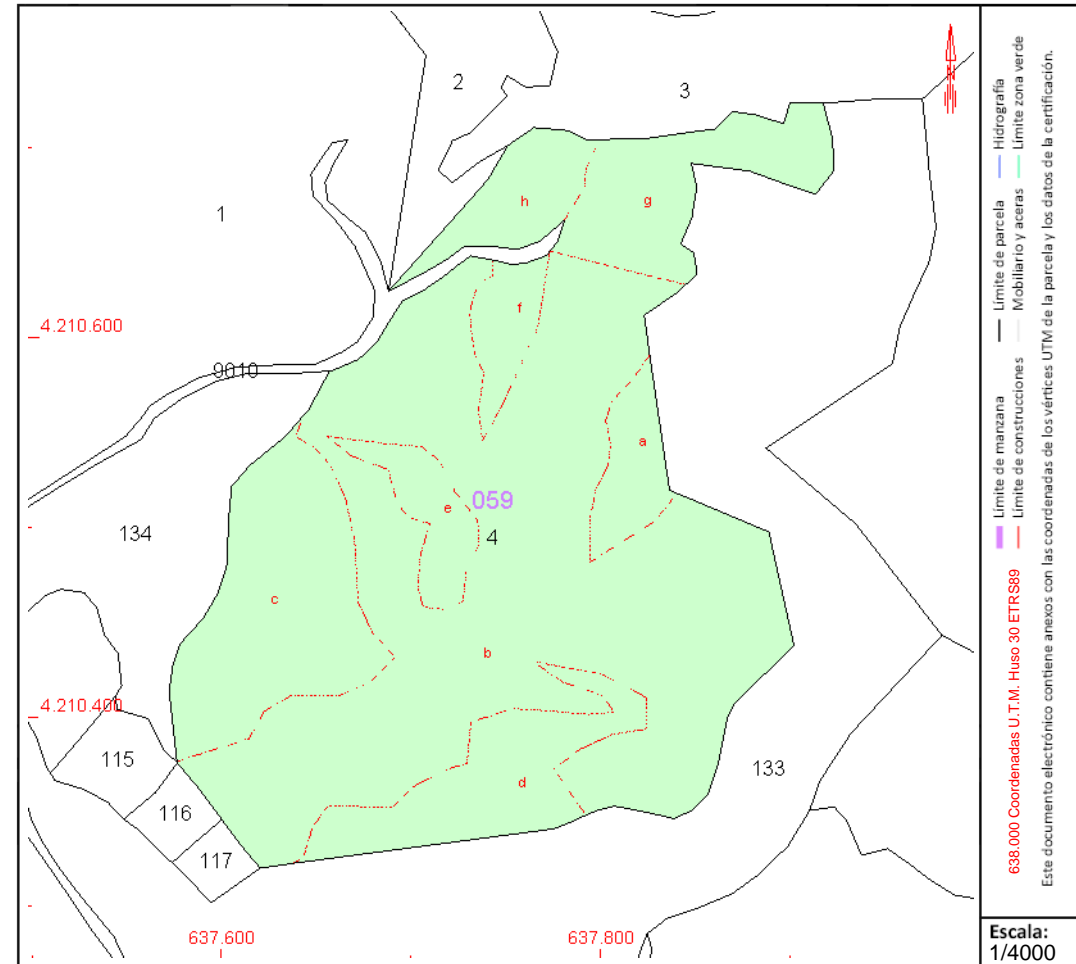 2
3
1
h
g
f
4.210.600
9010
a
e
059
4
134
c
b
4.210.400
115
133
d
116
117
637.600
637.800
N
638.000 Coordenadas U.T.M. Huso 30 ETRS89
Límite de manzana
Límite de parcela
Hidrografía
Límite de construcciones
Mobiliario y aceras
Límite zona verde
Este documento electrónico contiene anexos con las coordenadas de los vértices UTM de la parcela y los datos de la certificación.
Escala:
1/4000